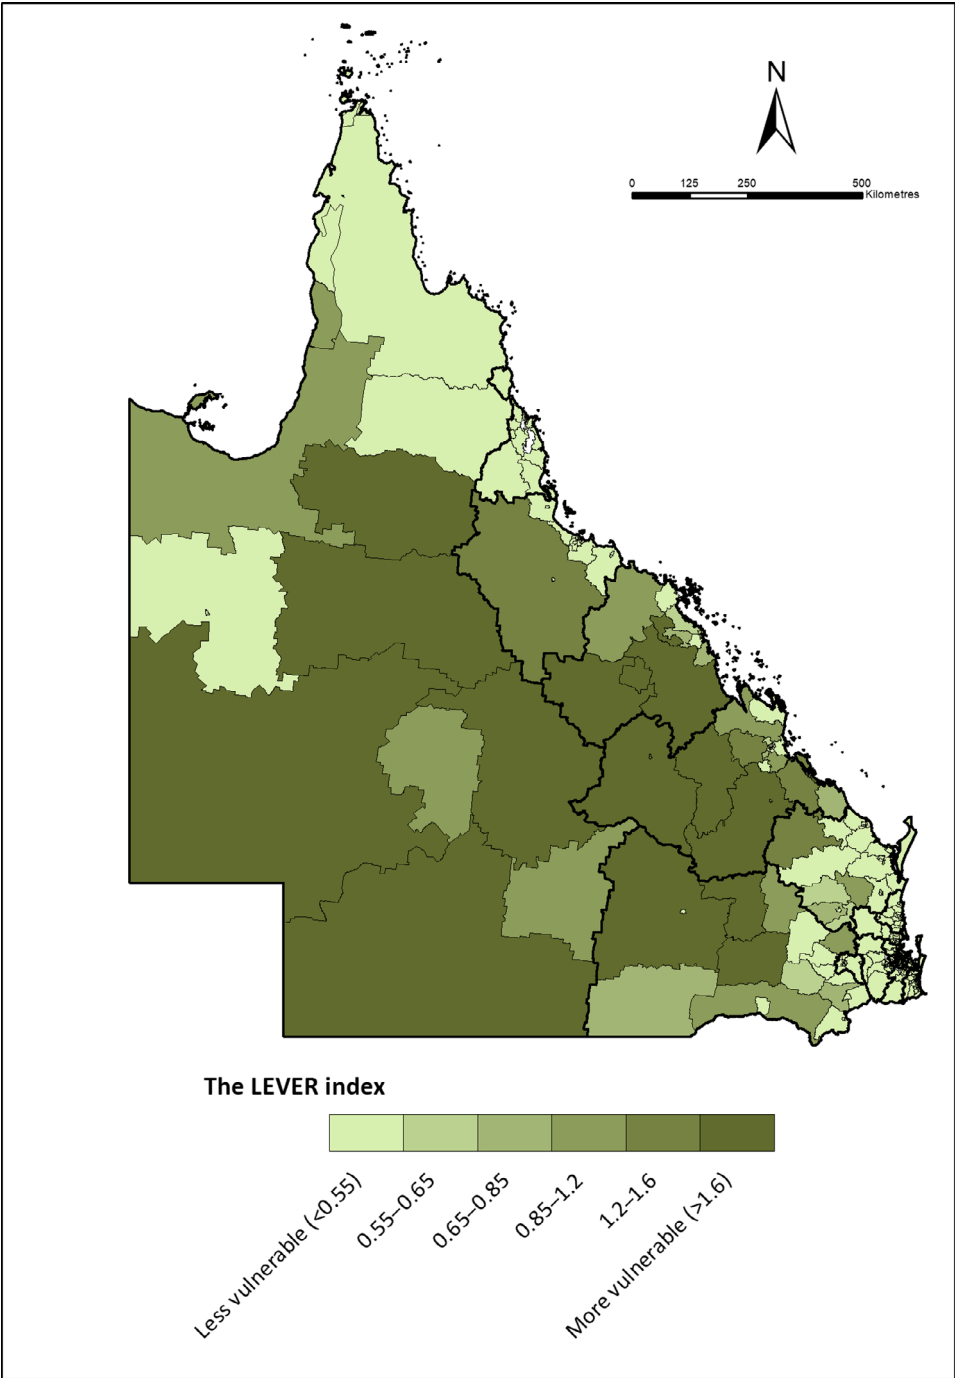 N
0 125 250 500
Kilometres
The LEVER index
Less vulnerable (<0.55)
0.55–0.65
0.65–0.85
0.85–1.2
1.2–1.6
More vulnerable (>1.6)